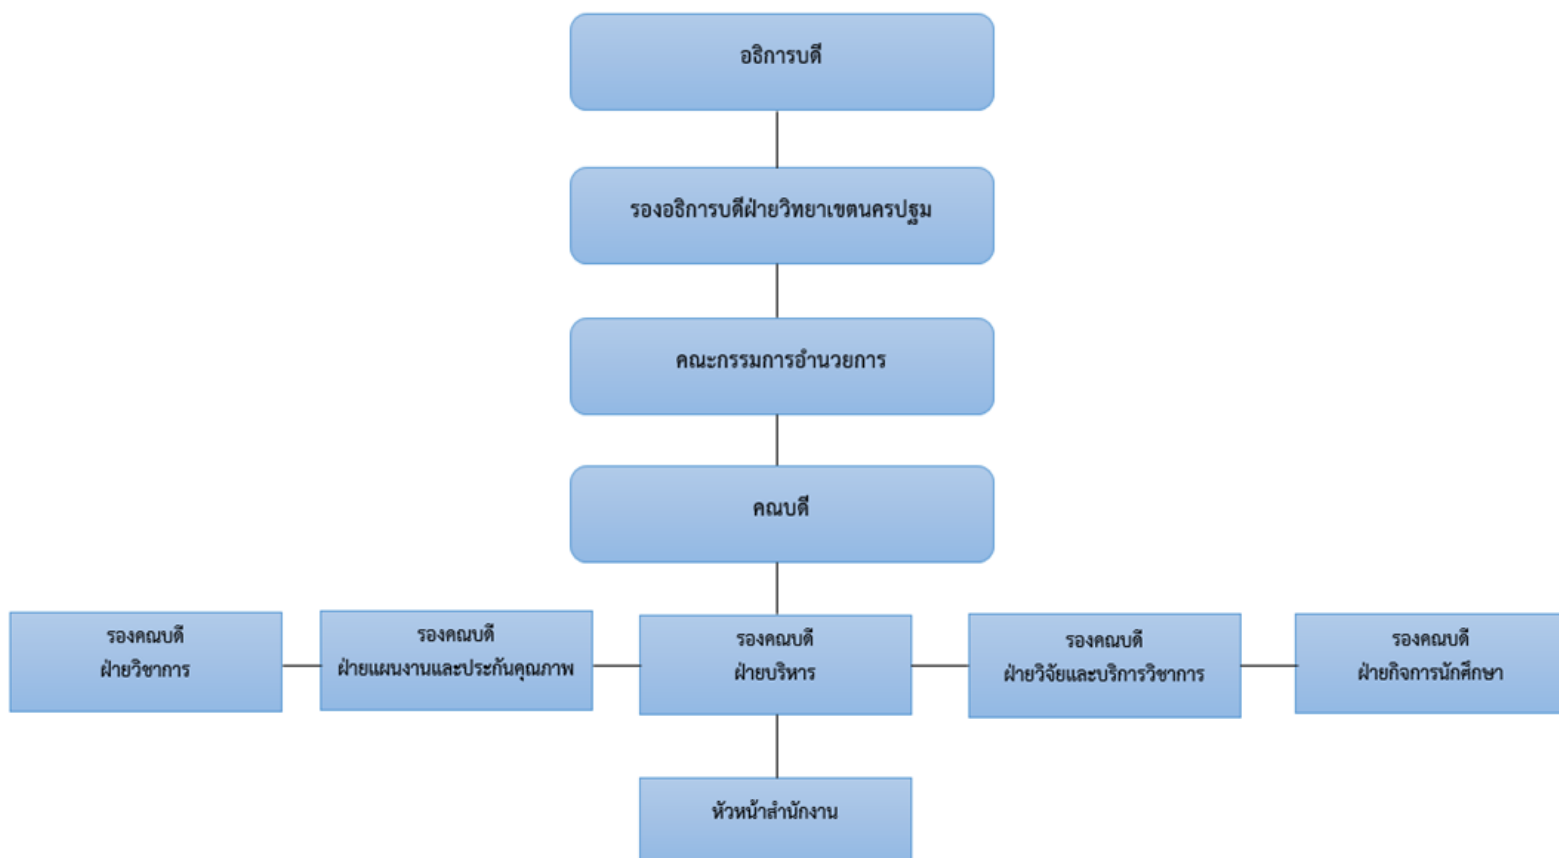 อธิการบดี
รองอธิการบดีฝ่ายวิทยาเขตนครปฐม
คณะกรรมการอำนวยการ
คณบดี
รองคณบดี
ฝ่ายวิชาการ
รองคณบดี
ฝ่ายแผนงานและประกันคุณภาพ
รองคณบดี
ฝ่ายบริหาร
รองคณบดี
ฝ่ายวิจัยและบริการวิชาการ
รองคณบดี
ฝ่ายกิจการนักศึกษา
หัวหน้าสำนักงาน